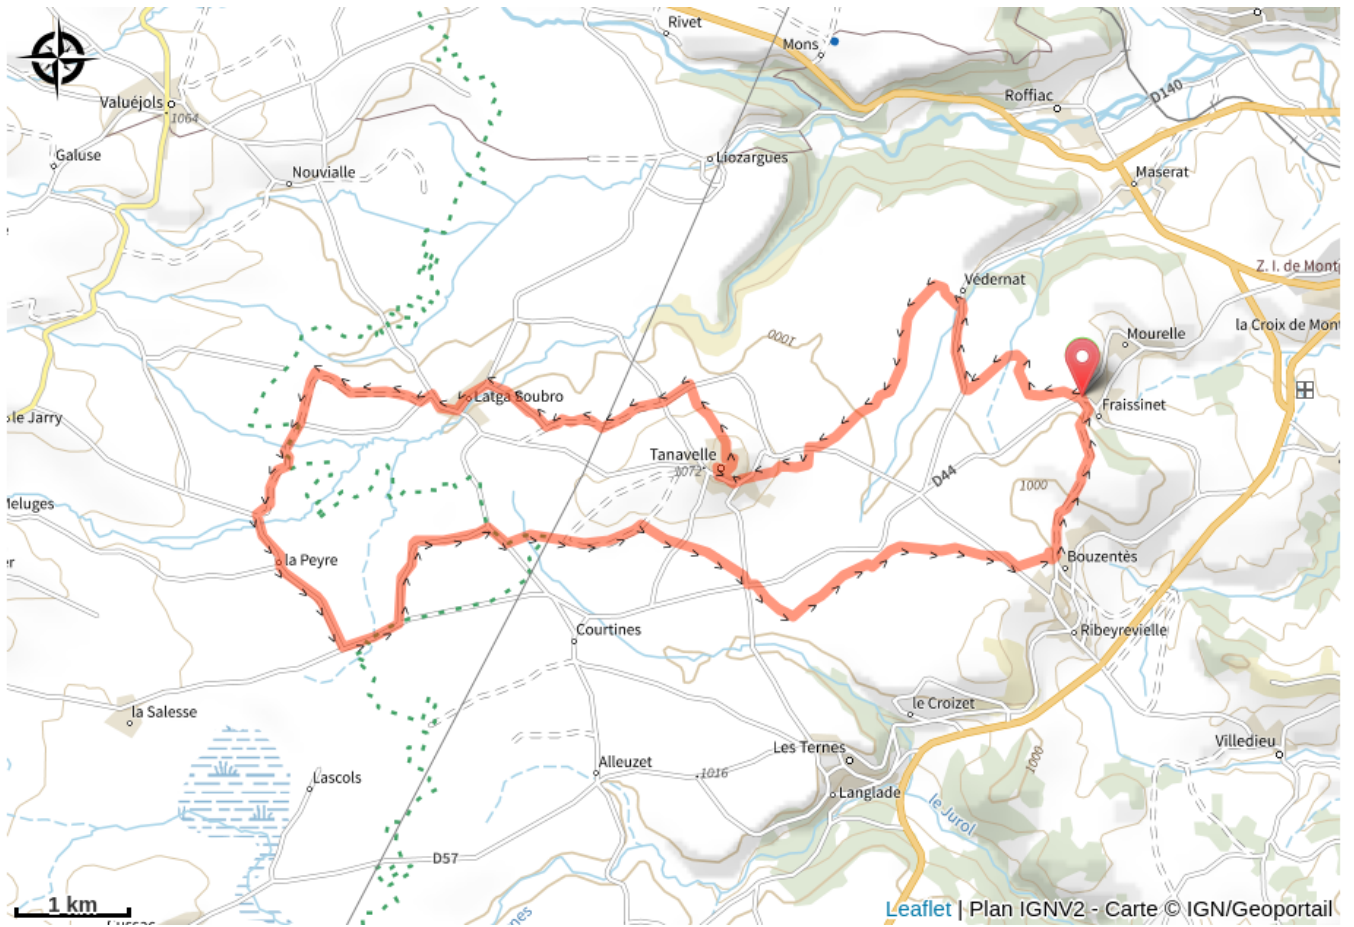 Rivet
Mons
Valuéjols
1064
Roffiac
D140
Galuse
Nouvialle
Liozargues
Maserat
Z. I. de Mont
Védernat
la Croix de Mont
1000
Mourelle
Latga Soubro
Fraissinet
le Jarry
Tanavelle
1072
D44
1000
Meluges
la Peyre
Bouzentès
Courtines
Ribeyrevielle
la Salesse
le Croizet
Les Ternes
Villedieu
Alleuzet
1016
1000
Lascols
Langlade
le Jurol
D57
1 km
Leaflet | Plan IGNV2 - Carte © IGN/Geoportail